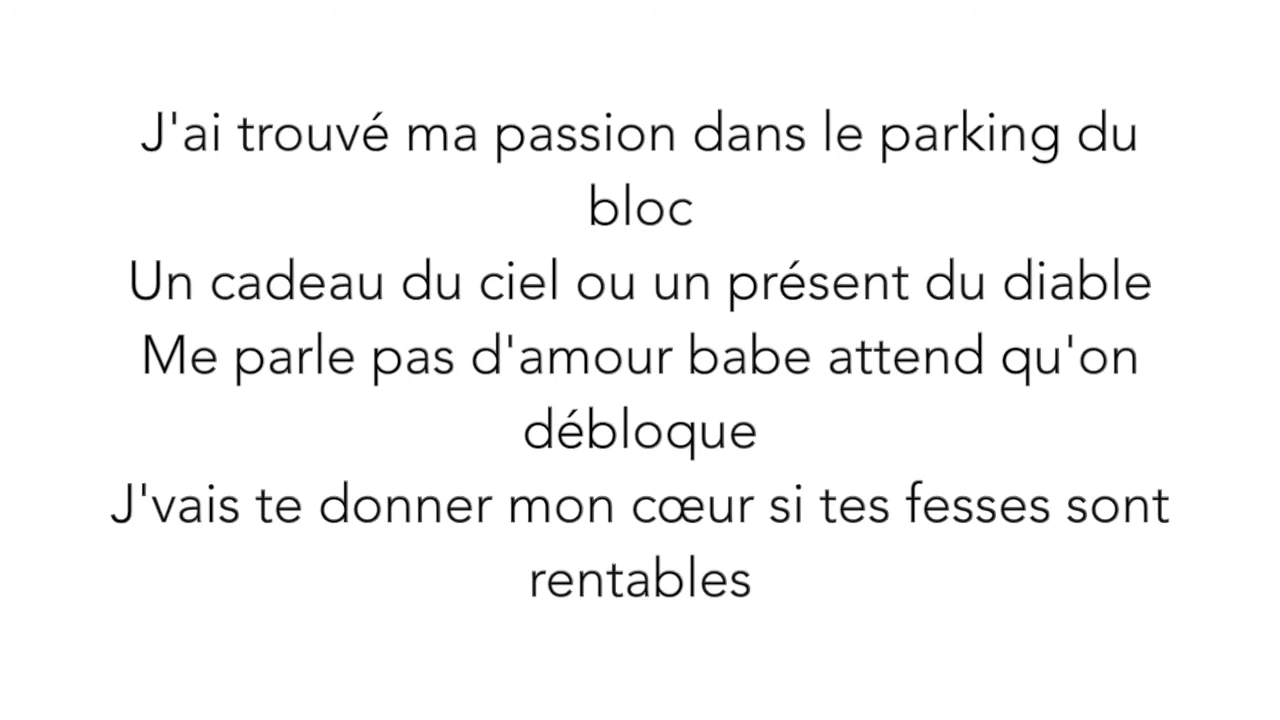 J'ai trouvé ma passion dans le parking du
bloc
Un cadeau du ciel ou un présent du diable
Me parle pas d'amour babe attend qu'on
débloque
J'vais te donner mon cœur si tes fesses sont
rentables